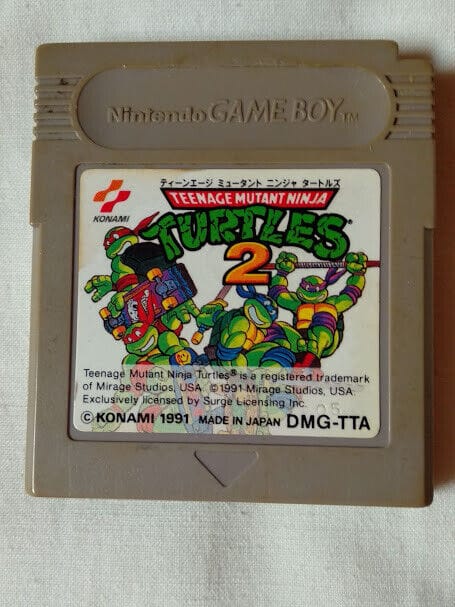 Nintendo GAME BOY TM
ティーンエージ ミュータント ニンジャ タートルズ
KONAMI
TEENAGE MUTANT NINJA
TURTLES®
2
Teenage Mutant Ninja Turtles® is a registered trademark
of Mirage Studios, USA. ©1991 Mirage Studios, USA.
Exclusively licensed by Surge Licensing Inc.
© KONAMI 1991 MADE IN JAPAN DMG-TTA